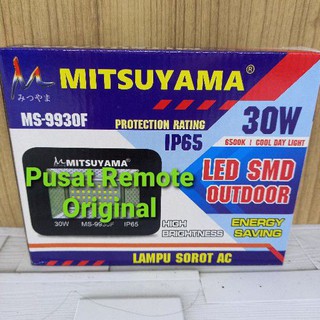 MITSUYAMA®
みつやま
MS-9930F
PROTECTION RATING
IP65
30W
6500K | COOL DAY LIGHT
MITSUYAMA®
LED SMD
OUTDOOR
Pusat Remote
Original
30W MS-9930F IP65
HIGH
BRIGHTNESS
ENERGY
SAVING
LAMPU SOROT AC